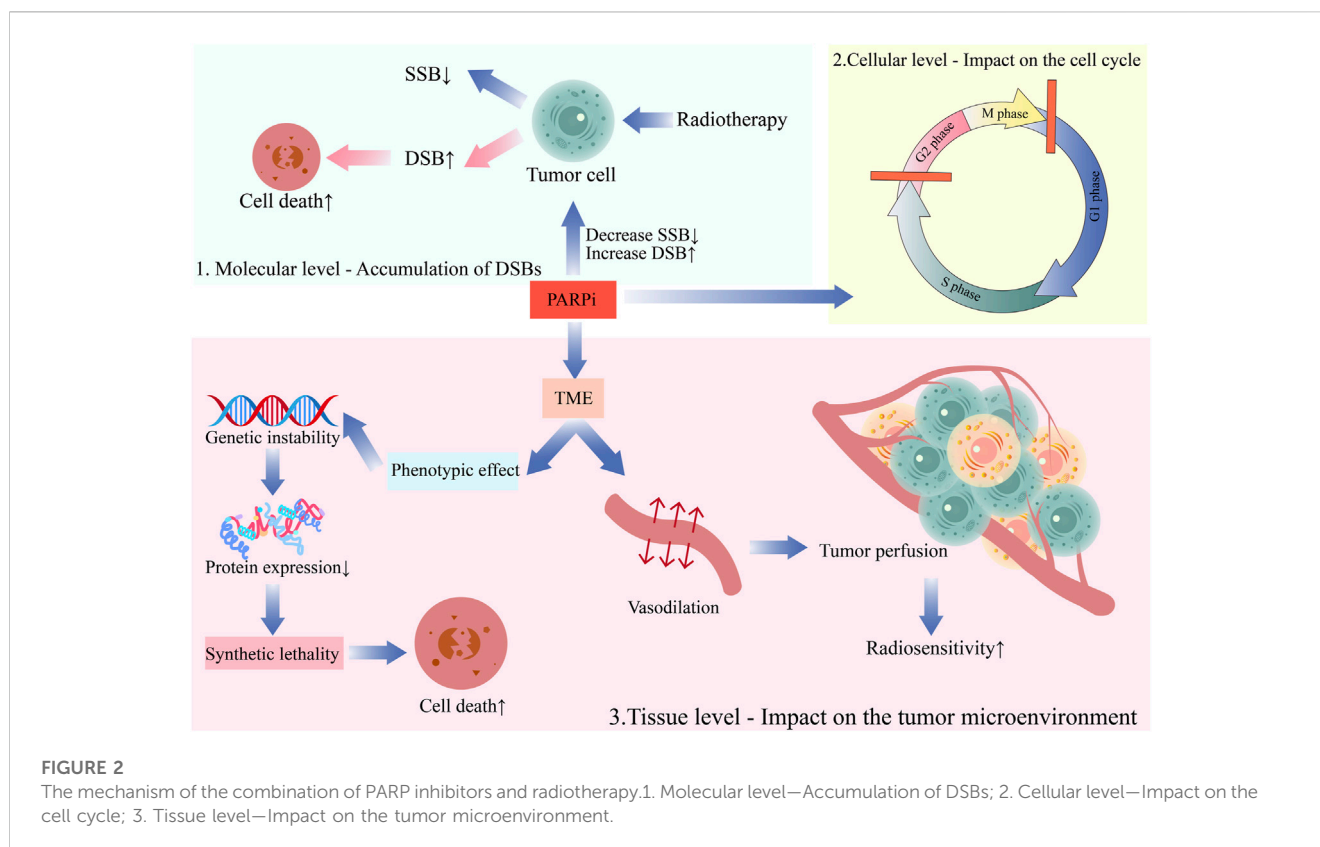 SSB↓
Radiotherapy
DSB↑
Tumor cell
Cell death↑
Decrease SSB↓
Increase DSB↑
1. Molecular level - Accumulation of DSBs
2.Cellular level - Impact on the cell cycle
M phase
G2 phase
G1 phase
S phase
PARPi
TME
Genetic instability
Phenotypic effect
Protein expression↓
Synthetic lethality
Cell death↑
Vasodilation
Tumor perfusion
Radiosensitivity↑
3.Tissue level - Impact on the tumor microenvironment
FIGURE 2
The mechanism of the combination of PARP inhibitors and radiotherapy.1. Molecular level—Accumulation of DSBs; 2. Cellular level—Impact on the
cell cycle; 3. Tissue level—Impact on the tumor microenvironment.